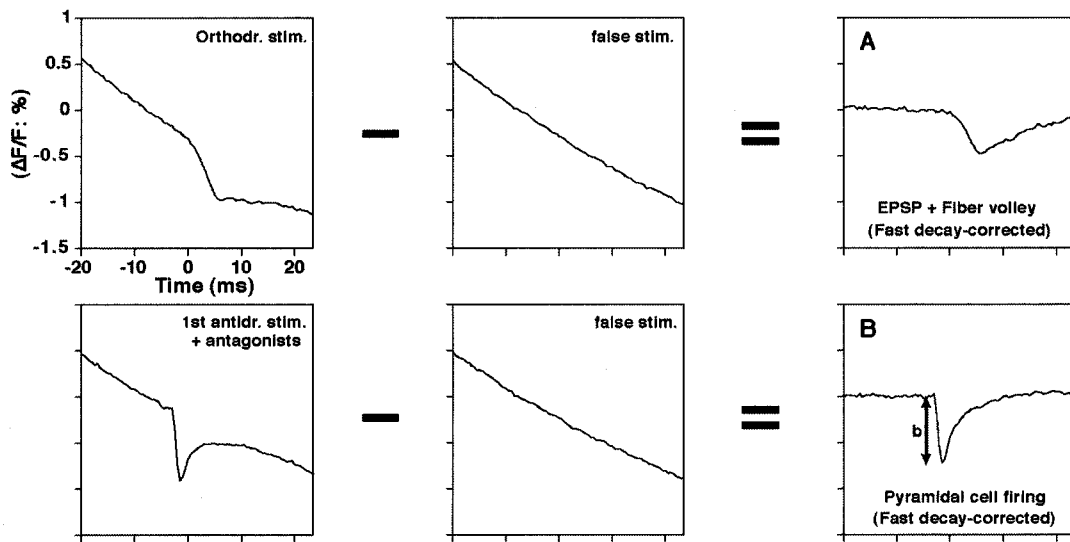 1
0.5
0
-0.5
-1
-1.5
(ΔF/F: %)
-20 -10 0 10 20
Time (ms)
Orthodr. stim.
false stim.
A
EPSP + Fiber volley
(Fast decay-corrected)
1st antidr. stim.
+ antagonists
false stim.
B
b
Pyramidal cell firing
(Fast decay-corrected)